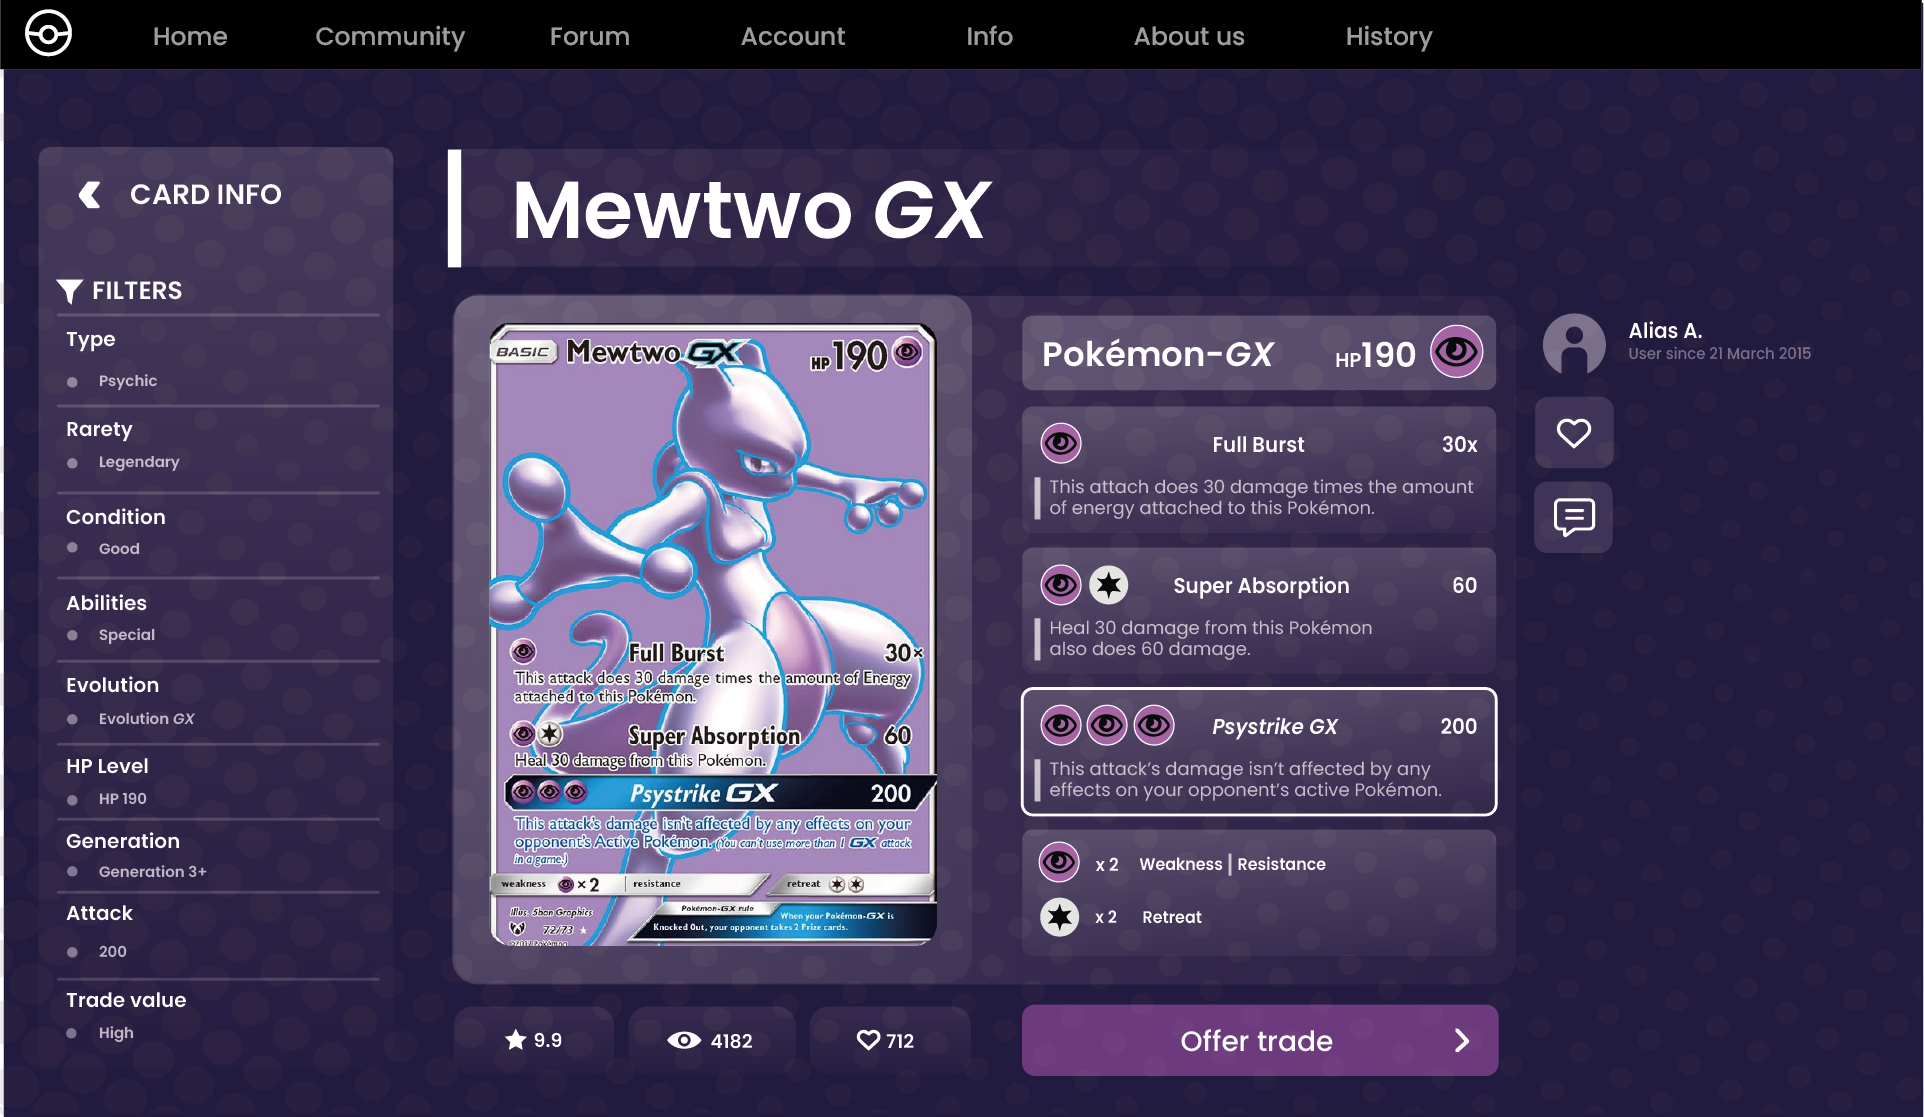 Home Community Forum Account Info About us History
CARD INFO
FILTERS
Type
Psychic
Rarety
Legendary
Condition
Good
Abilities
Special
Evolution
Evolution GX
HP Level
HP 190
Generation
Generation 3+
Attack
200
Trade value
High
Mewtwo GX
BASIC Mewtwo GX HP 190
Full Burst 30×
This attack does 30 damage times the amount of Energy
attached to this Pokémon.
Super Absorption 60
Heal 30 damage from this Pokémon.
Psystrike GX 200
This attack's damage isn't affected by any effects on your
opponent's Active Pokémon. (You can't use more than 1 GX attack
in a game.)
weakness ×2 resistance retreat
Illus. 5ban Graphics
72/73
©2017 Pokémon
Pokémon-GX rule
When your Pokémon-GX is
Knocked Out, your opponent takes 2 Prize cards.
9.9 4182 712
Pokémon-GX HP190
Full Burst 30x
This attach does 30 damage times the amount
of energy attached to this Pokémon.
Super Absorption 60
Heal 30 damage from this Pokémon
also does 60 damage.
Psystrike GX 200
This attack's damage isn't affected by any
effects on your opponent's active Pokémon.
x 2 Weakness | Resistance
x 2 Retreat
Offer trade
Alias A.
User since 21 March 2015